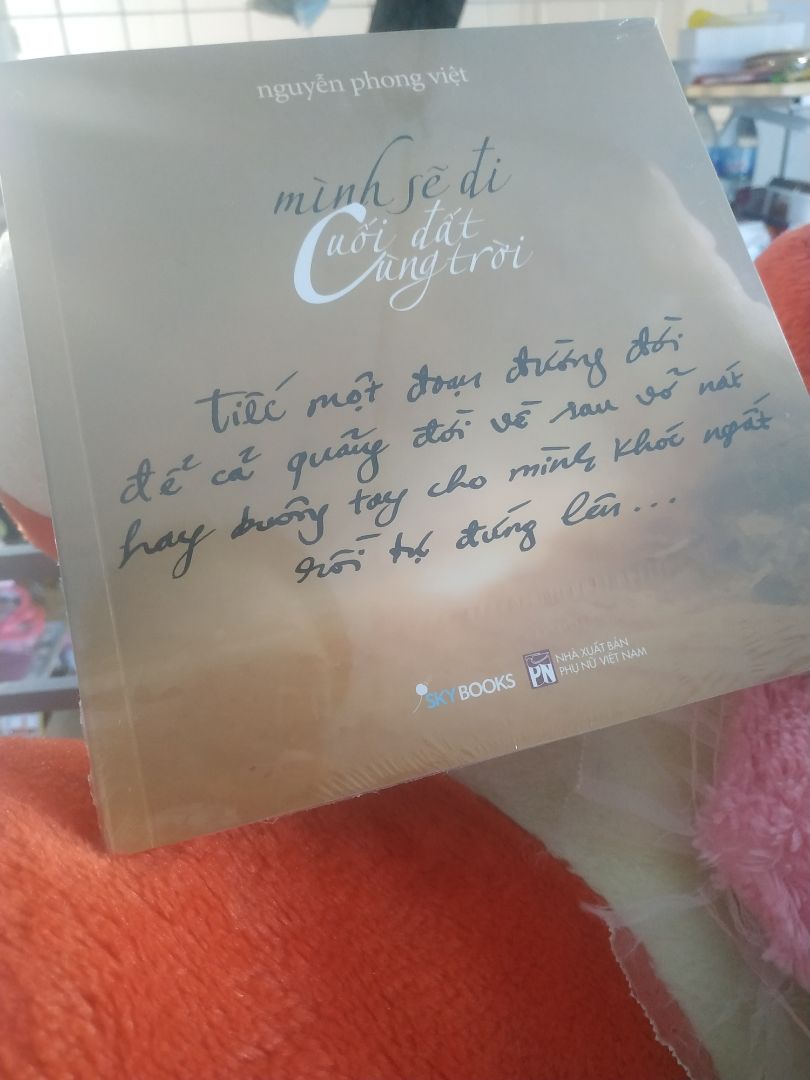 nguyễn phong việt
mình sẽ đi
Cuối đất
Cùng trời
Tiếc một đoạn đường đời
để cả quãng đời về sau vỡ nát
hay buông tay cho mình khóc ngất
rồi tự đứng lên...
SKYBOOKS
PN
NHÀ XUẤT BẢN
PHỤ NỮ VIỆT NAM